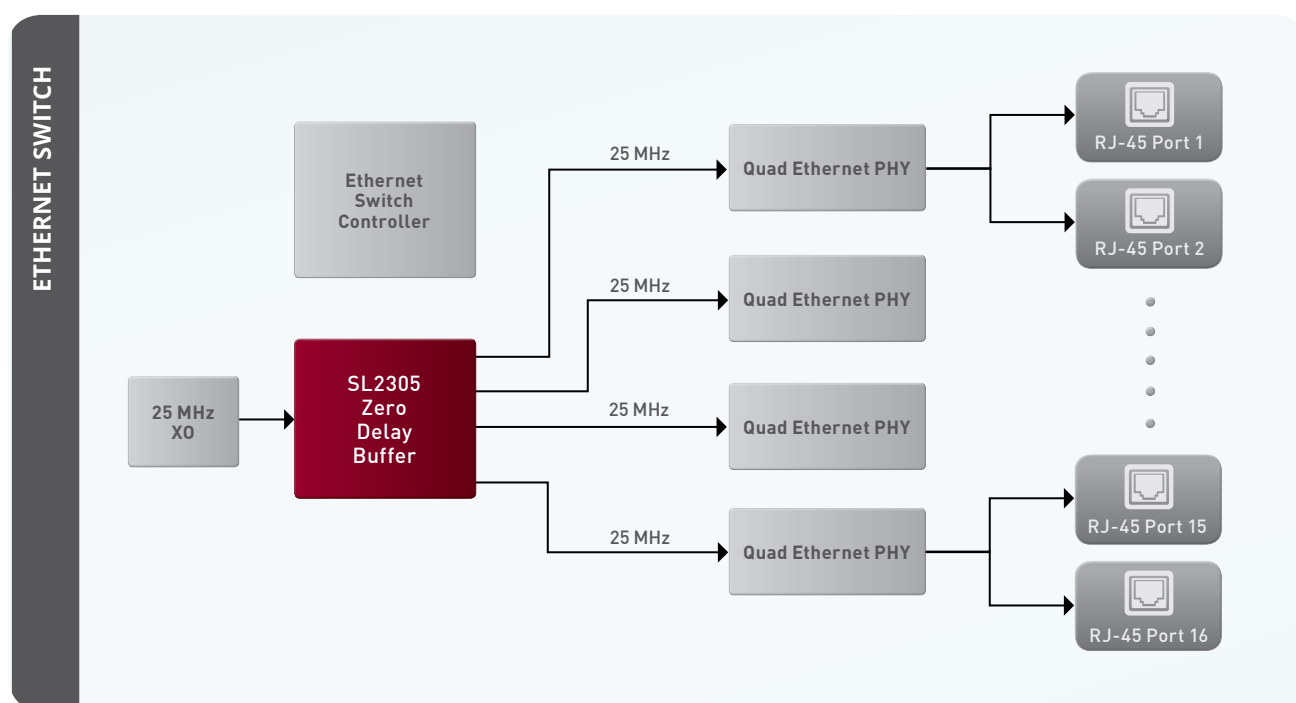 ETHERNET SWITCH
Ethernet
Switch
Controller
25 MHz
XO
SL2305
Zero
Delay
Buffer
25 MHz
25 MHz
25 MHz
25 MHz
Quad Ethernet PHY
Quad Ethernet PHY
Quad Ethernet PHY
Quad Ethernet PHY
RJ-45 Port 1
RJ-45 Port 2
RJ-45 Port 15
RJ-45 Port 16